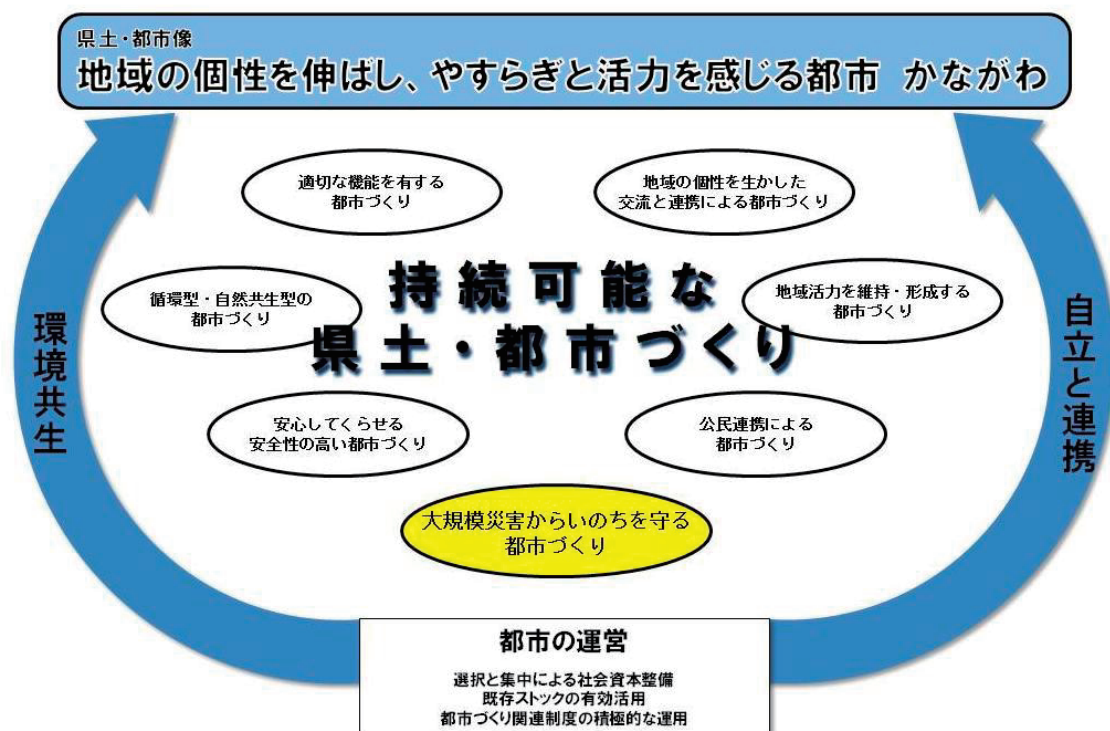 県土・都市像
地域の個性を伸ばし、やすらぎと活力を感じる都市 かながわ
適切な機能を有する
都市づくり
地域の個性を生かした
交流と連携による都市づくり
持続可能な
県土・都市づくり
循環型・自然共生型の
都市づくり
地域活力を維持・形成する
都市づくり
環境共生
自立と連携
安心してくらせる
安全性の高い都市づくり
公民連携による
都市づくり
大規模災害からいのちを守る
都市づくり
都市の運営
選択と集中による社会資本整備
既存ストックの有効活用
都市づくり関連制度の積極的な運用